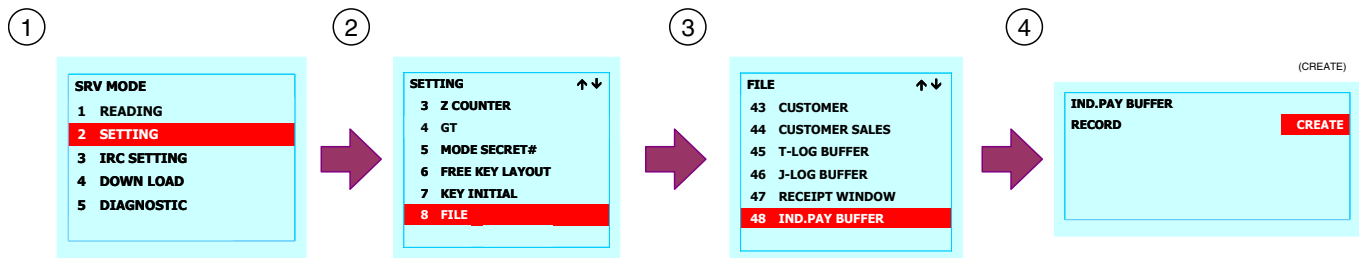 1
SRV MODE
1 READING
2 SETTING
3 IRC SETTING
4 DOWN LOAD
5 DIAGNOSTIC
2
SETTING ↑↓
3 Z COUNTER
4 GT
5 MODE SECRET#
6 FREE KEY LAYOUT
7 KEY INITIAL
8 FILE
3
FILE ↑↓
43 CUSTOMER
44 CUSTOMER SALES
45 T-LOG BUFFER
46 J-LOG BUFFER
47 RECEIPT WINDOW
48 IND.PAY BUFFER
4
(CREATE)
IND.PAY BUFFER
RECORD CREATE